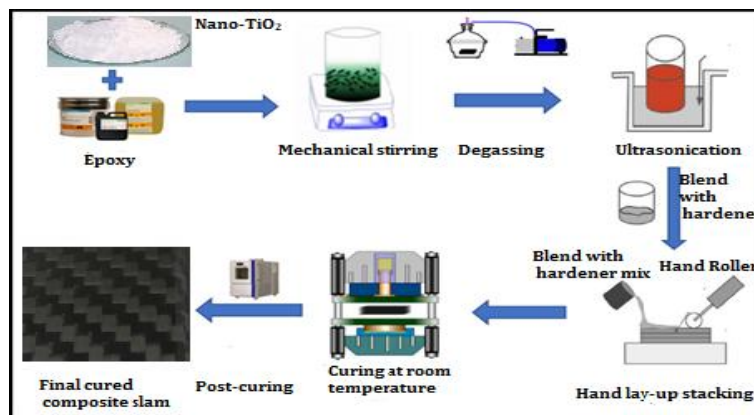 Nano-TiO₂
Epoxy
Mechanical stirring
Degassing
Ultrasonication
Blend
with
hardene
Blend with
hardener mix
Hand Roller
Hand lay-up stacking
Curing at room
temperature
Post-curing
Final cured
composite slam